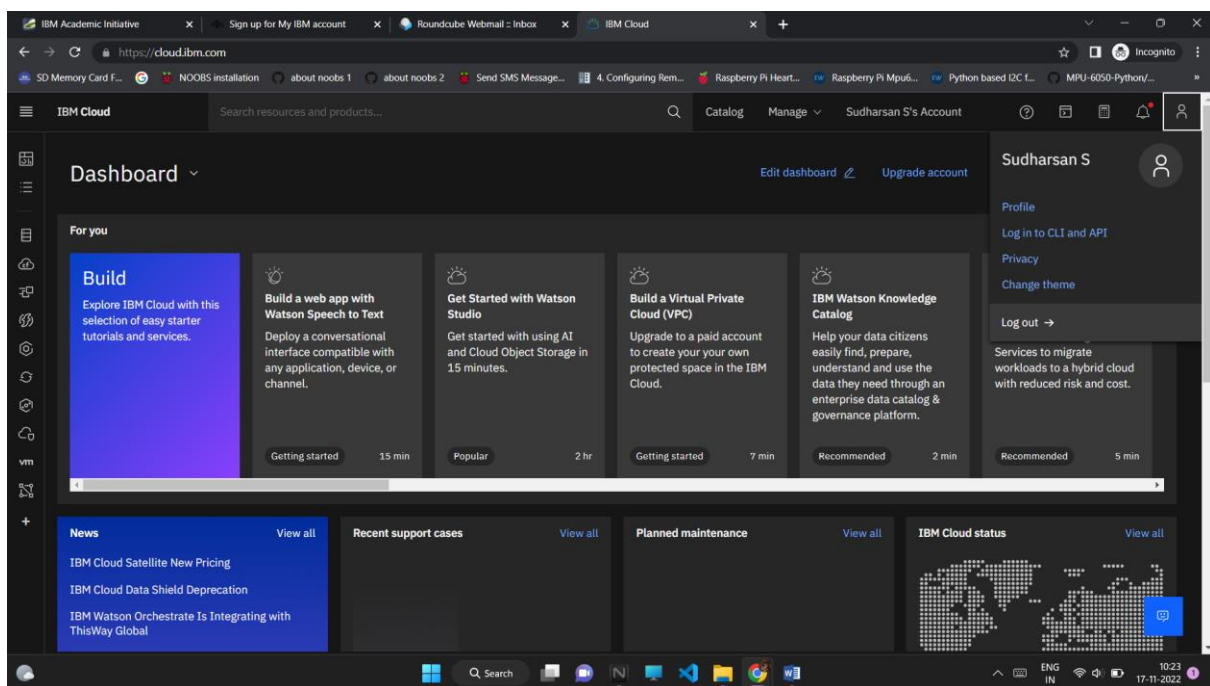 IBM Academic Initiative
Sign up for My IBM account
Roundcube Webmail :: Inbox
IBM Cloud
https://cloud.ibm.com
Incognito
SD Memory Card F...
NOOBS installation
about noobs 1
about noobs 2
Send SMS Message...
4. Configuring Rem...
Raspberry Pi Heart...
Raspberry Pi Mpu6...
Python based I2C f...
MPU-6050-Python/...
IBM Cloud
Search resources and products...
Catalog
Manage
Sudharsan S's Account
Dashboard
Edit dashboard
Upgrade account
Sudharsan S
Profile
Log in to CLI and API
Privacy
Change theme
Log out →
For you
Build
Explore IBM Cloud with this
selection of easy starter
tutorials and services.
Build a web app with
Watson Speech to Text
Deploy a conversational
interface compatible with
any application, device, or
channel.
Getting started
15 min
Get Started with Watson
Studio
Get started with using AI
and Cloud Object Storage in
15 minutes.
Popular
2 hr
Build a Virtual Private
Cloud (VPC)
Upgrade to a paid account
to create your your own
protected space in the IBM
Cloud.
Getting started
7 min
IBM Watson Knowledge
Catalog
Help your data citizens
easily find, prepare,
understand and use the
data they need through an
enterprise data catalog &
governance platform.
Recommended
2 min
Services to migrate
workloads to a hybrid cloud
with reduced risk and cost.
Recommended
5 min
vm
News
View all
IBM Cloud Satellite New Pricing
IBM Cloud Data Shield Deprecation
IBM Watson Orchestrate Is Integrating with
ThisWay Global
Recent support cases
View all
Planned maintenance
View all
IBM Cloud status
View all
Search
ENG
IN
10:23
17-11-2022
1